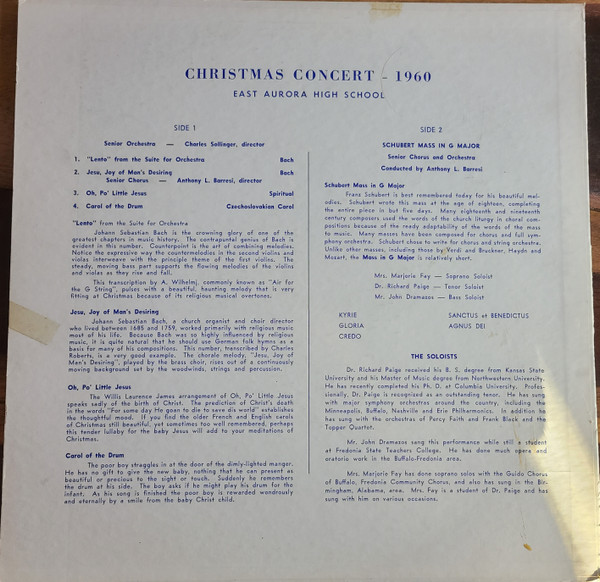 CHRISTMAS CONCERT - 1960
EAST AURORA HIGH SCHOOL
SIDE 1
Senior Orchestra — Charles Sollinger, director
1. "Lento" from the Suite for Orchestra Bach
2. Jesu, Joy of Man's Desiring Bach
Senior Chorus — Anthony L. Barresi, director
3. Oh, Po' Little Jesus Spiritual
4. Carol of the Drum Czechoslovakian Carol
"Lento" from the Suite for Orchestra
Johann Sebastian Bach is the crowning glory of one of the
greatest chapters in music history. The contrapuntal genius of Bach is
evident in this number. Counterpoint is the art of combining melodies.
Notice the expressive way the countermelodies in the second violins and
violas interweave with the principle theme of the first violins. The
steady, moving bass part supports the flowing melodies of the violins
and violas as they rise and fall.
This transcription by A. Wilhelmj, commonly known as "Air for
the G String", pulses with a beautiful, haunting melody that is very
fitting at Christmas because of its religious musical overtones.
Jesu, Joy of Man's Desiring
Johann Sebastian Bach, a church organist and choir director
who lived between 1685 and 1759, worked primarily with religious music
most of his life. Because Bach was so highly influenced by religious
music, it is quite natural that he should use German folk hymns as a
basis for many of his compositions. This number, transcribed by Charles
Roberts, is a very good example. The chorale melody, "Jesu, Joy of
Man's Desiring", played by the brass choir, rises out of a continuously
moving background set by the woodwinds, strings and percussion.
Oh, Po' Little Jesus
The Willis Laurence James arrangement of Oh, Po' Little Jesus
speaks sadly of the birth of Christ. The prediction of Christ's death
in the words "For some day He goan to die to save dis world" establishes
the thoughtful mood. If you find the older French and English carols
of Christmas still beautiful, yet sometimes too well remembered, perhaps
this tender lullaby for the baby Jesus will add to your meditations of
Christmas.
Carol of the Drum
The poor boy straggles in at the door of the dimly-lighted manger.
He has no gift to give the new baby, nothing that he can present as
beautiful or precious to the sight or touch. Suddenly he remembers
the drum at his side. The boy asks if he might play his drum for the
infant. As his song is finished the poor boy is rewarded wondrously
and eternally by a smile from the baby Christ child.
SIDE 2
SCHUBERT MASS IN G MAJOR
Senior Chorus and Orchestra
Conducted by Anthony L. Barresi
Schubert Mass in G Major
Franz Schubert is best remembered today for his beautiful mel-
odies. Schubert wrote this mass at the age of eighteen, completing
the entire piece in but five days. Many eighteenth and nineteenth
century composers used the words of the church liturgy in choral com-
positions because of the ready adaptability of the words of the mass
to music. Many masses have been composed for chorus and full sym-
phony orchestra. Schubert chose to write for chorus and string orchestra.
Unlike other masses, including those by Verdi and Bruckner, Haydn and
Mozart, the Mass in G Major is relatively short.
Mrs. Marjorie Fay — Soprano Soloist
Dr. Richard Paige — Tenor Soloist
Mr. John Dramazos — Bass Soloist
KYRIE SANCTUS et BENEDICTUS
GLORIA AGNUS DEI
CREDO
THE SOLOISTS
Dr. Richard Paige received his B. S. degree from Kansas State
University and his Master of Music degree from Northwestern University.
He has recently completed his Ph. D. at Columbia University. Profes-
sionally, Dr. Paige is recognized as an outstanding tenor. He has sung
with major symphony orchestras around the country, including the
Minneapolis, Buffalo, Nashville and Erie Philharmonics. In addition he
has sung with the orchestras of Percy Faith and Frank Black and the
Topper Quartet.
Mr. John Dramazos sang this performance while still a student
at Fredonia State Teachers College. He has done much opera and
oratorio work in the Buffalo-Fredonia area.
Mrs. Marjorie Fay has done soprano solos with the Guido Chorus
of Buffalo, Fredonia Community Chorus, and also has sung in the Bir-
mingham, Alabama, area. Mrs. Fay is a student of Dr. Paige and has
sung with him on various occasions.